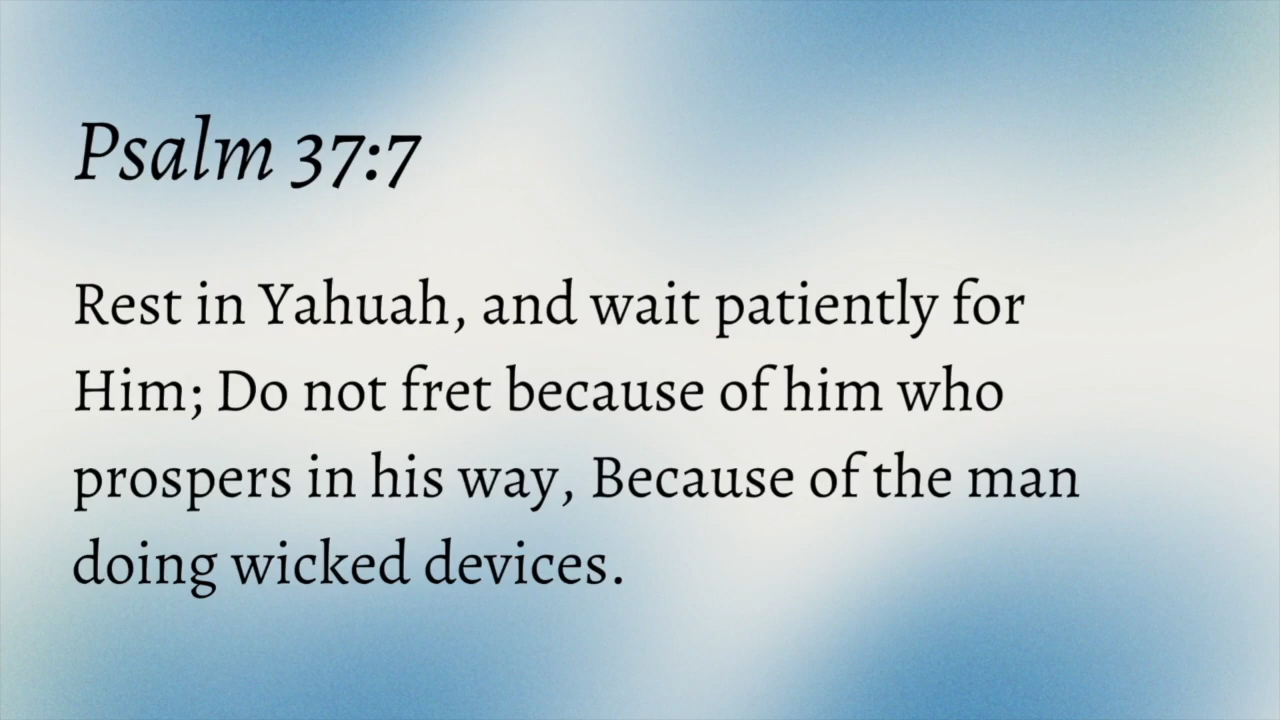 Psalm 37:7
Rest in Yahuah, and wait patiently for
Him; Do not fret because of him who
prospers in his way, Because of the man
doing wicked devices.